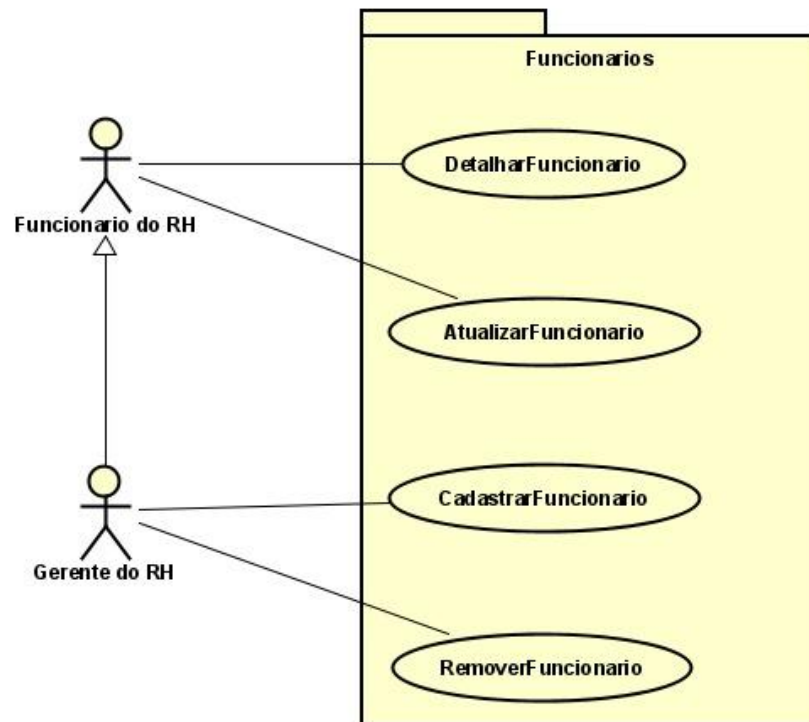 Funcionarios
DetalharFuncionario
Funcionario do RH
AtualizarFuncionario
CadastrarFuncionario
Gerente do RH
RemoverFuncionario